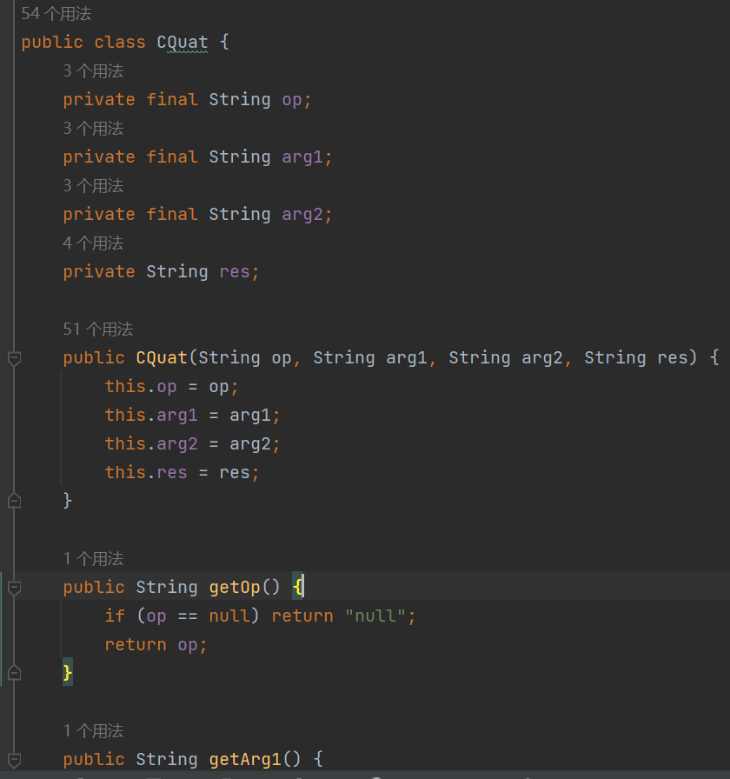 54 个用法
public class CQuat {
3 个用法
private final String op;
3 个用法
private final String arg1;
3 个用法
private final String arg2;
4 个用法
private String res;
51 个用法
public CQuat(String op, String arg1, String arg2, String res) {
this.op = op;
this.arg1 = arg1;
this.arg2 = arg2;
this.res = res;
}
1 个用法
public String getOp() {
if (op == null) return "null";
return op;
}
1 个用法
public String getArg1() {